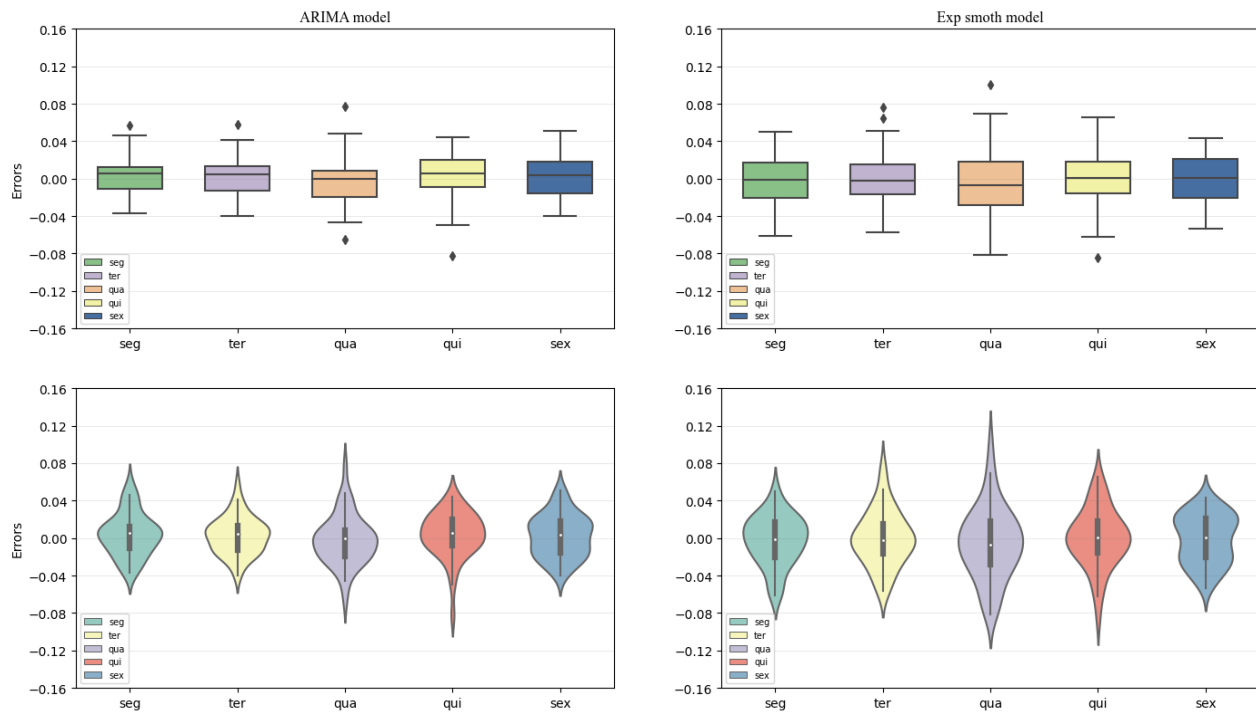 ARIMA model
0.16
0.12
0.08
0.04
0.00
−0.04
−0.08
−0.12
−0.16
Errors
seg
ter
qua
qui
sex
seg ter qua qui sex
Exp smoth model
0.16
0.12
0.08
0.04
0.00
−0.04
−0.08
−0.12
−0.16
seg
ter
qua
qui
sex
seg ter qua qui sex
0.16
0.12
0.08
0.04
0.00
−0.04
−0.08
−0.12
−0.16
Errors
seg
ter
qua
qui
sex
seg ter qua qui sex
0.16
0.12
0.08
0.04
0.00
−0.04
−0.08
−0.12
−0.16
seg
ter
qua
qui
sex
seg ter qua qui sex